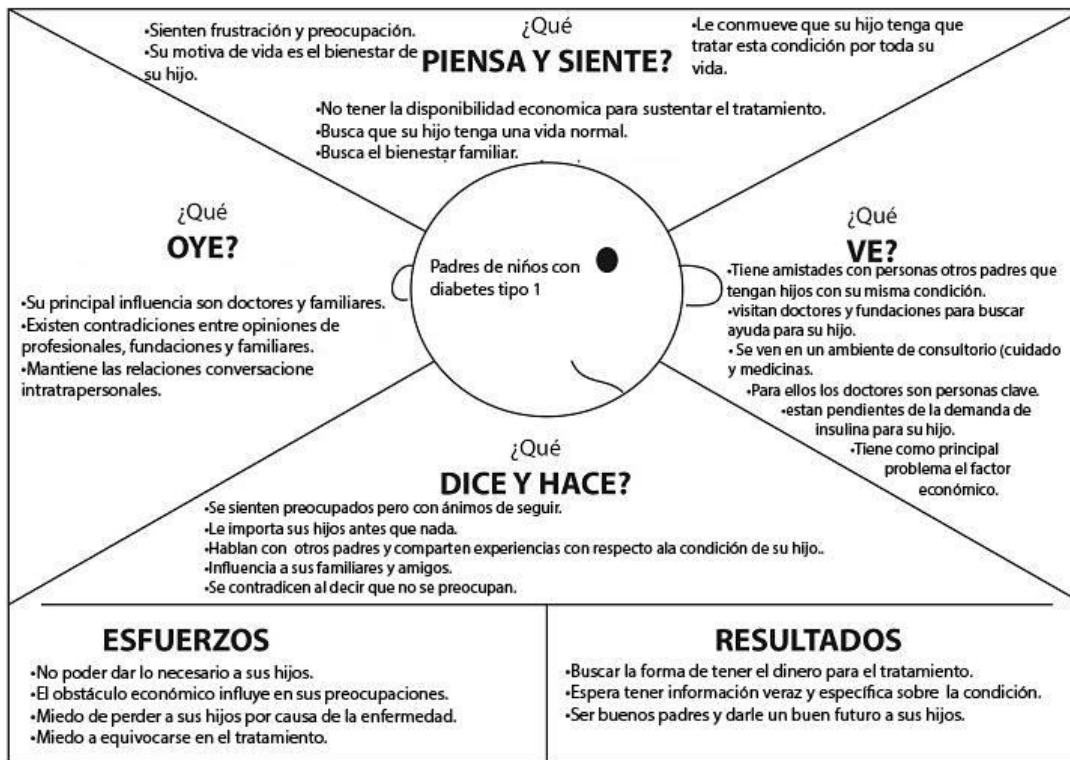 ¿Qué
PIENSA Y SIENTE?
•Sienten frustración y preocupación.
•Su motiva de vida es el bienestar de
su hijo.
•Le conmueve que su hijo tenga que
tratar esta condición por toda su
vida.
•No tener la disponibilidad economica para sustentar el tratamiento.
•Busca que su hijo tenga una vida normal.
•Busca el bienestar familiar.
¿Qué
OYE?
•Su principal influencia son doctores y familiares.
•Existen contradiciones entre opiniones de
profesionales, fundaciones y familiares.
•Mantiene las relaciones conversacione
intratrapersonales.
Padres de niños con
diabetes tipo 1
¿Qué
VE?
•Tiene amistades con personas otros padres que
tengan hijos con su misma condición.
•visitan doctores y fundaciones para buscar
ayuda para su hijo.
• Se ven en un ambiente de consultorio (cuidado
y medicinas.
•Para ellos los doctores son personas clave.
•estan pendientes de la demanda de
insulina para su hijo.
•Tiene como principal
problema el factor
económico.
¿Qué
DICE Y HACE?
•Se sienten preocupados pero con ánimos de seguir.
•Le importa sus hijos antes que nada.
•Hablan con otros padres y comparten experiencias con respecto ala condición de su hijo..
•Influencia a sus familiares y amigos.
•Se contradicen al decir que no se preocupan.
ESFUERZOS
•No poder dar lo necesario a sus hijos.
•El obstáculo económico influye en sus preocupaciones.
•Miedo de perder a sus hijos por causa de la enfermedad.
•Miedo a equivocarse en el tratamiento.
RESULTADOS
•Buscar la forma de tener el dinero para el tratamiento.
•Espera tener información veraz y específica sobre la condición.
•Ser buenos padres y darle un buen futuro a sus hijos.